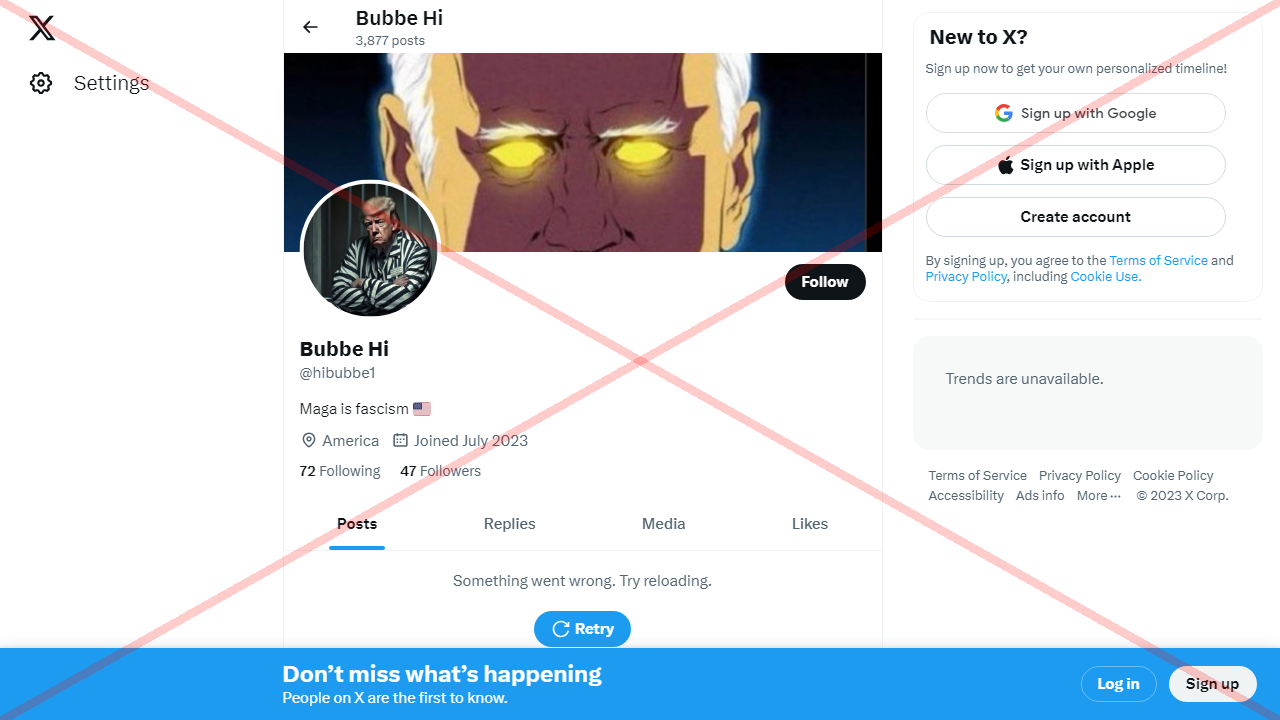 Settings
Bubbe Hi
3,877 posts
Follow
Bubbe Hi
@hibubbe1
Maga is fascism 🇺🇸
America Joined July 2023
72 Following 47 Followers
Posts Replies Media Likes
Something went wrong. Try reloading.
Retry
New to X?
Sign up now to get your own personalized timeline!
Sign up with Google
Sign up with Apple
Create account
By signing up, you agree to the Terms of Service and
Privacy Policy, including Cookie Use.
Trends are unavailable.
Terms of Service Privacy Policy Cookie Policy
Accessibility Ads info More ··· © 2023 X Corp.
Don’t miss what’s happening
People on X are the first to know.
Log in Sign up